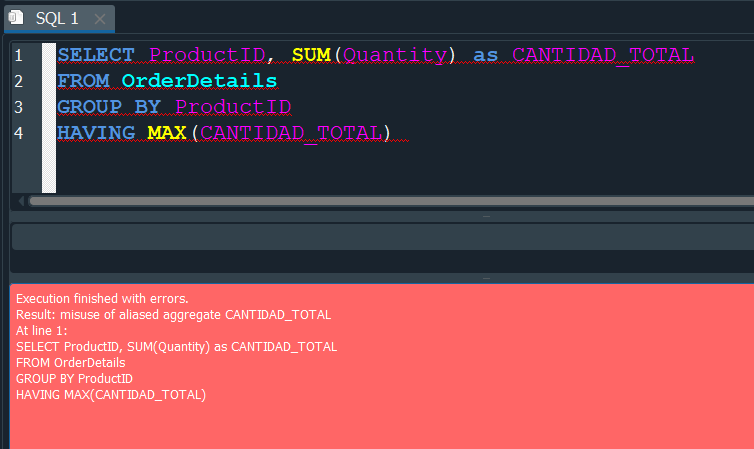 SQL 1
1 SELECT ProductID, SUM(Quantity) as CANTIDAD_TOTAL
2 FROM OrderDetails
3 GROUP BY ProductID
4 HAVING MAX(CANTIDAD_TOTAL)
Execution finished with errors.
Result: misuse of aliased aggregate CANTIDAD_TOTAL
At line 1:
SELECT ProductID, SUM(Quantity) as CANTIDAD_TOTAL
FROM OrderDetails
GROUP BY ProductID
HAVING MAX(CANTIDAD_TOTAL)